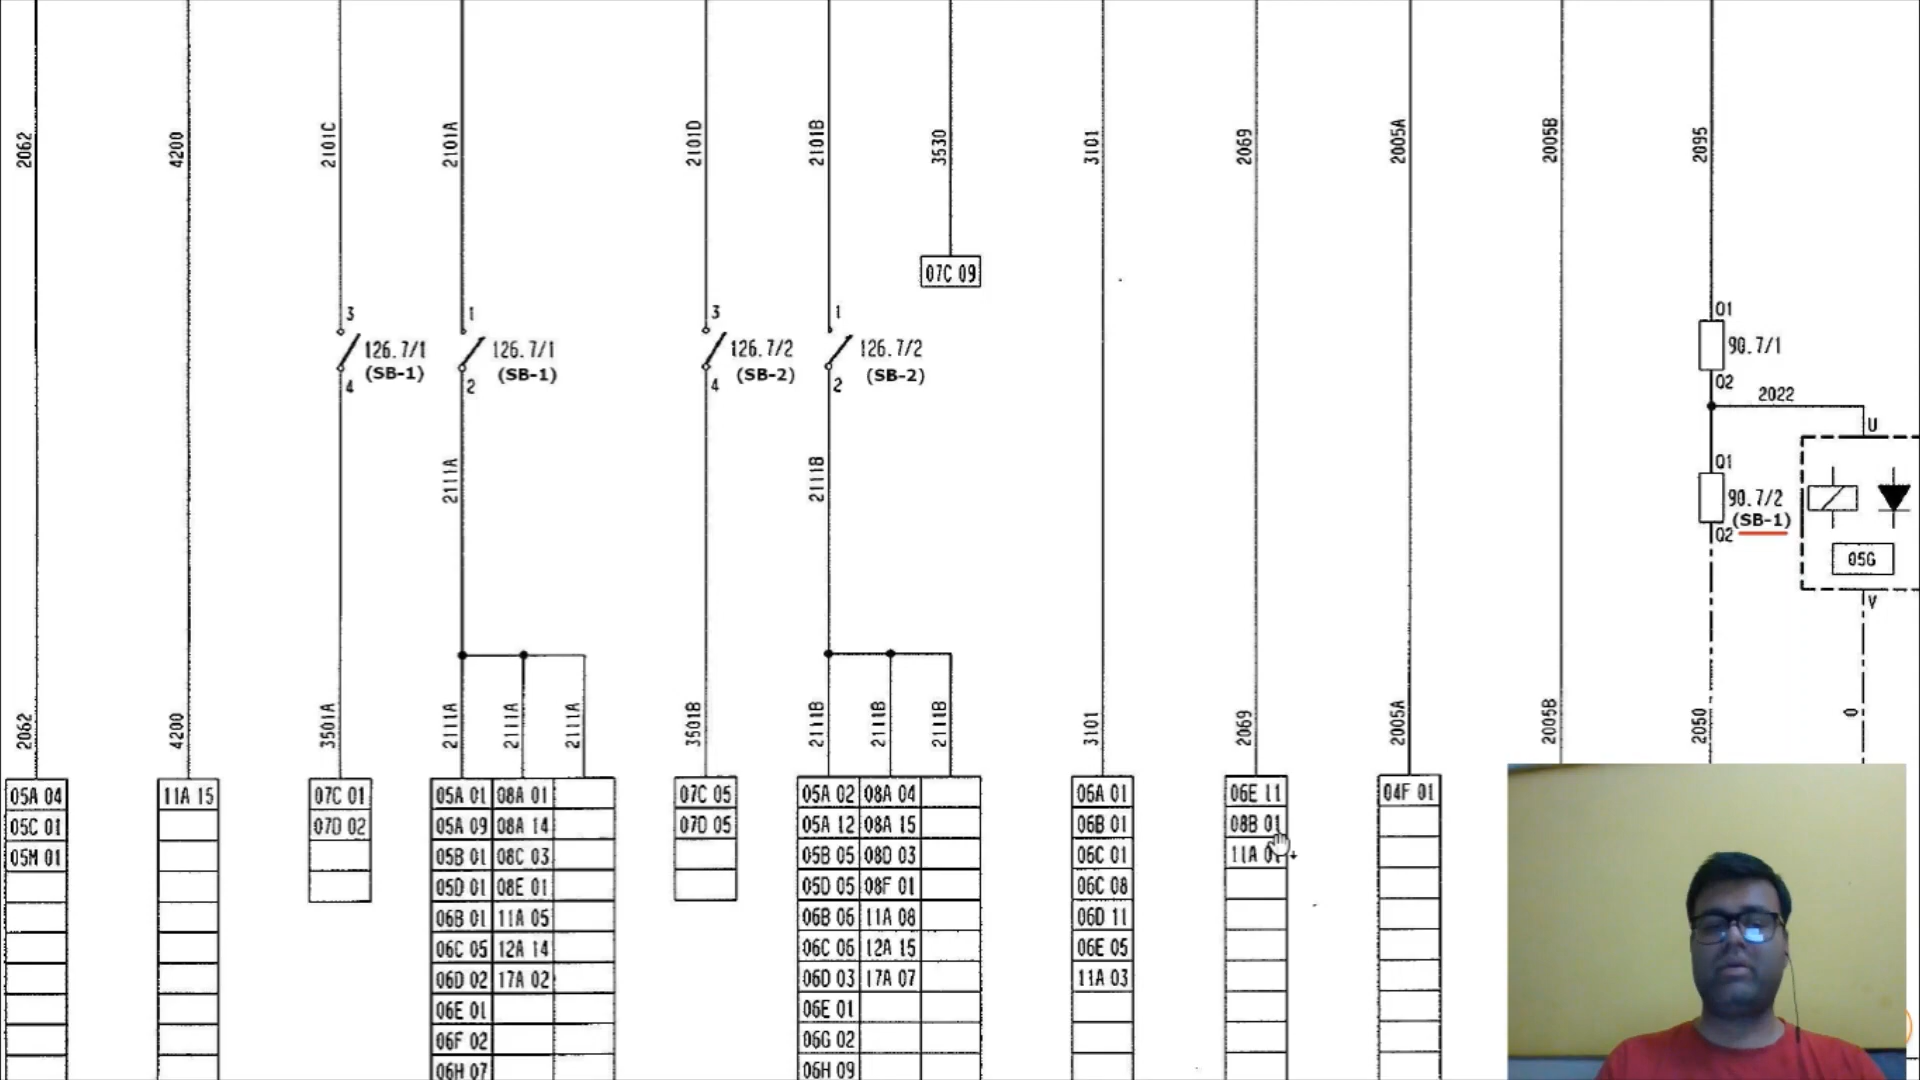 2062
4200
2101C
2101A
2101D
2101B
3530
3101
2069
2005A
2005B
2095
07C 09
3
126.7/1
(SB-1)
4
1
126.7/1
(SB-1)
2
3
126.7/2
(SB-2)
4
1
126.7/2
(SB-2)
2
01
90.7/1
02
2022
U
01
90.7/2
(SB-1)
02
05G
V
2111A
2111B
2062
4200
3501A
2111A
2111A
2111A
3501B
2111B
2111B
2111B
3101
2069
2005A
2005B
2050
0
05A 04
05C 01
05M 01
11A 15
07C 01
07D 02
05A 01 08A 01
05A 09 08A 14
05B 01 08C 03
05D 01 08E 01
06B 01 11A 05
06C 05 12A 14
06D 02 17A 02
06E 01
06F 02
06H 07
07C 05
07D 05
05A 02 08A 04
05A 12 08A 15
05B 05 08D 03
05D 05 08F 01
06B 06 11A 08
06C 06 12A 15
06D 03 17A 07
06E 01
06G 02
06H 09
06A 01
06B 01
06C 01
06C 08
06D 11
06E 05
11A 03
06E 11
08B 01
11A
04F 01